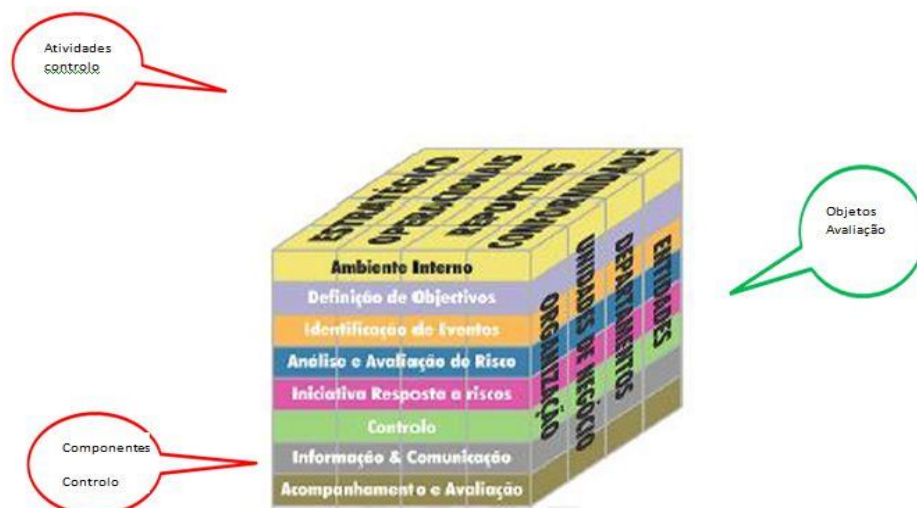 Atividades
controlo
ESTRATÉGICO
OPERACIONAIS
REPORTING
CONFORMIDADE
Ambiente Interno
Definição de Objectivos
Identificação de Eventos
Análise e Avaliação de Risco
Iniciativa Resposta a riscos
Controlo
Informação & Comunicação
Acompanhamento e Avaliação
ORGANIZAÇÃO
UNIDADES DE NEGÓCIO
DEPARTAMENTOS
ENTIDADES
Objetos
Avaliação
Componentes
Controlo